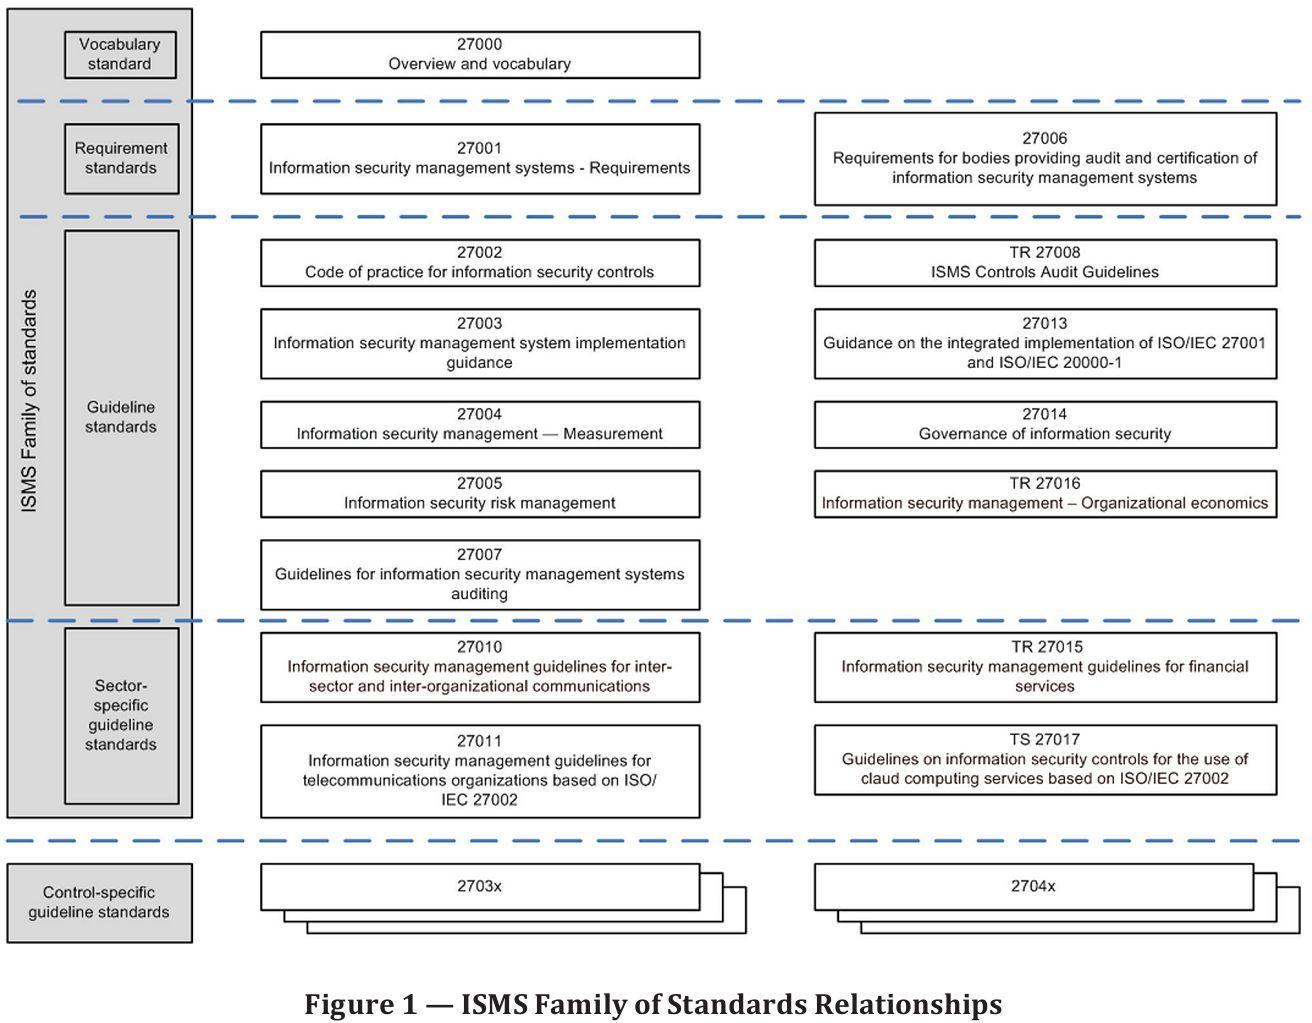 Vocabulary
standard
27000
Overview and vocabulary
Requirement
standards
27001
Information security management systems - Requirements
27006
Requirements for bodies providing audit and certification of
information security management systems
ISMS Family of standards
Guideline
standards
27002
Code of practice for information security controls
TR 27008
ISMS Controls Audit Guidelines
27003
Information security management system implementation
guidance
27013
Guidance on the integrated implementation of ISO/IEC 27001
and ISO/IEC 20000-1
27004
Information security management — Measurement
27014
Governance of information security
27005
Information security risk management
TR 27016
Information security management – Organizational economics
27007
Guidelines for information security management systems
auditing
Sector-
specific
guideline
standards
27010
Information security management guidelines for inter-
sector and inter-organizational communications
TR 27015
Information security management guidelines for financial
services
27011
Information security management guidelines for
telecommunications organizations based on ISO/
IEC 27002
TS 27017
Guidelines on information security controls for the use of
claud computing services based on ISO/IEC 27002
Control-specific
guideline standards
2703x
2704x
Figure 1 — ISMS Family of Standards Relationships